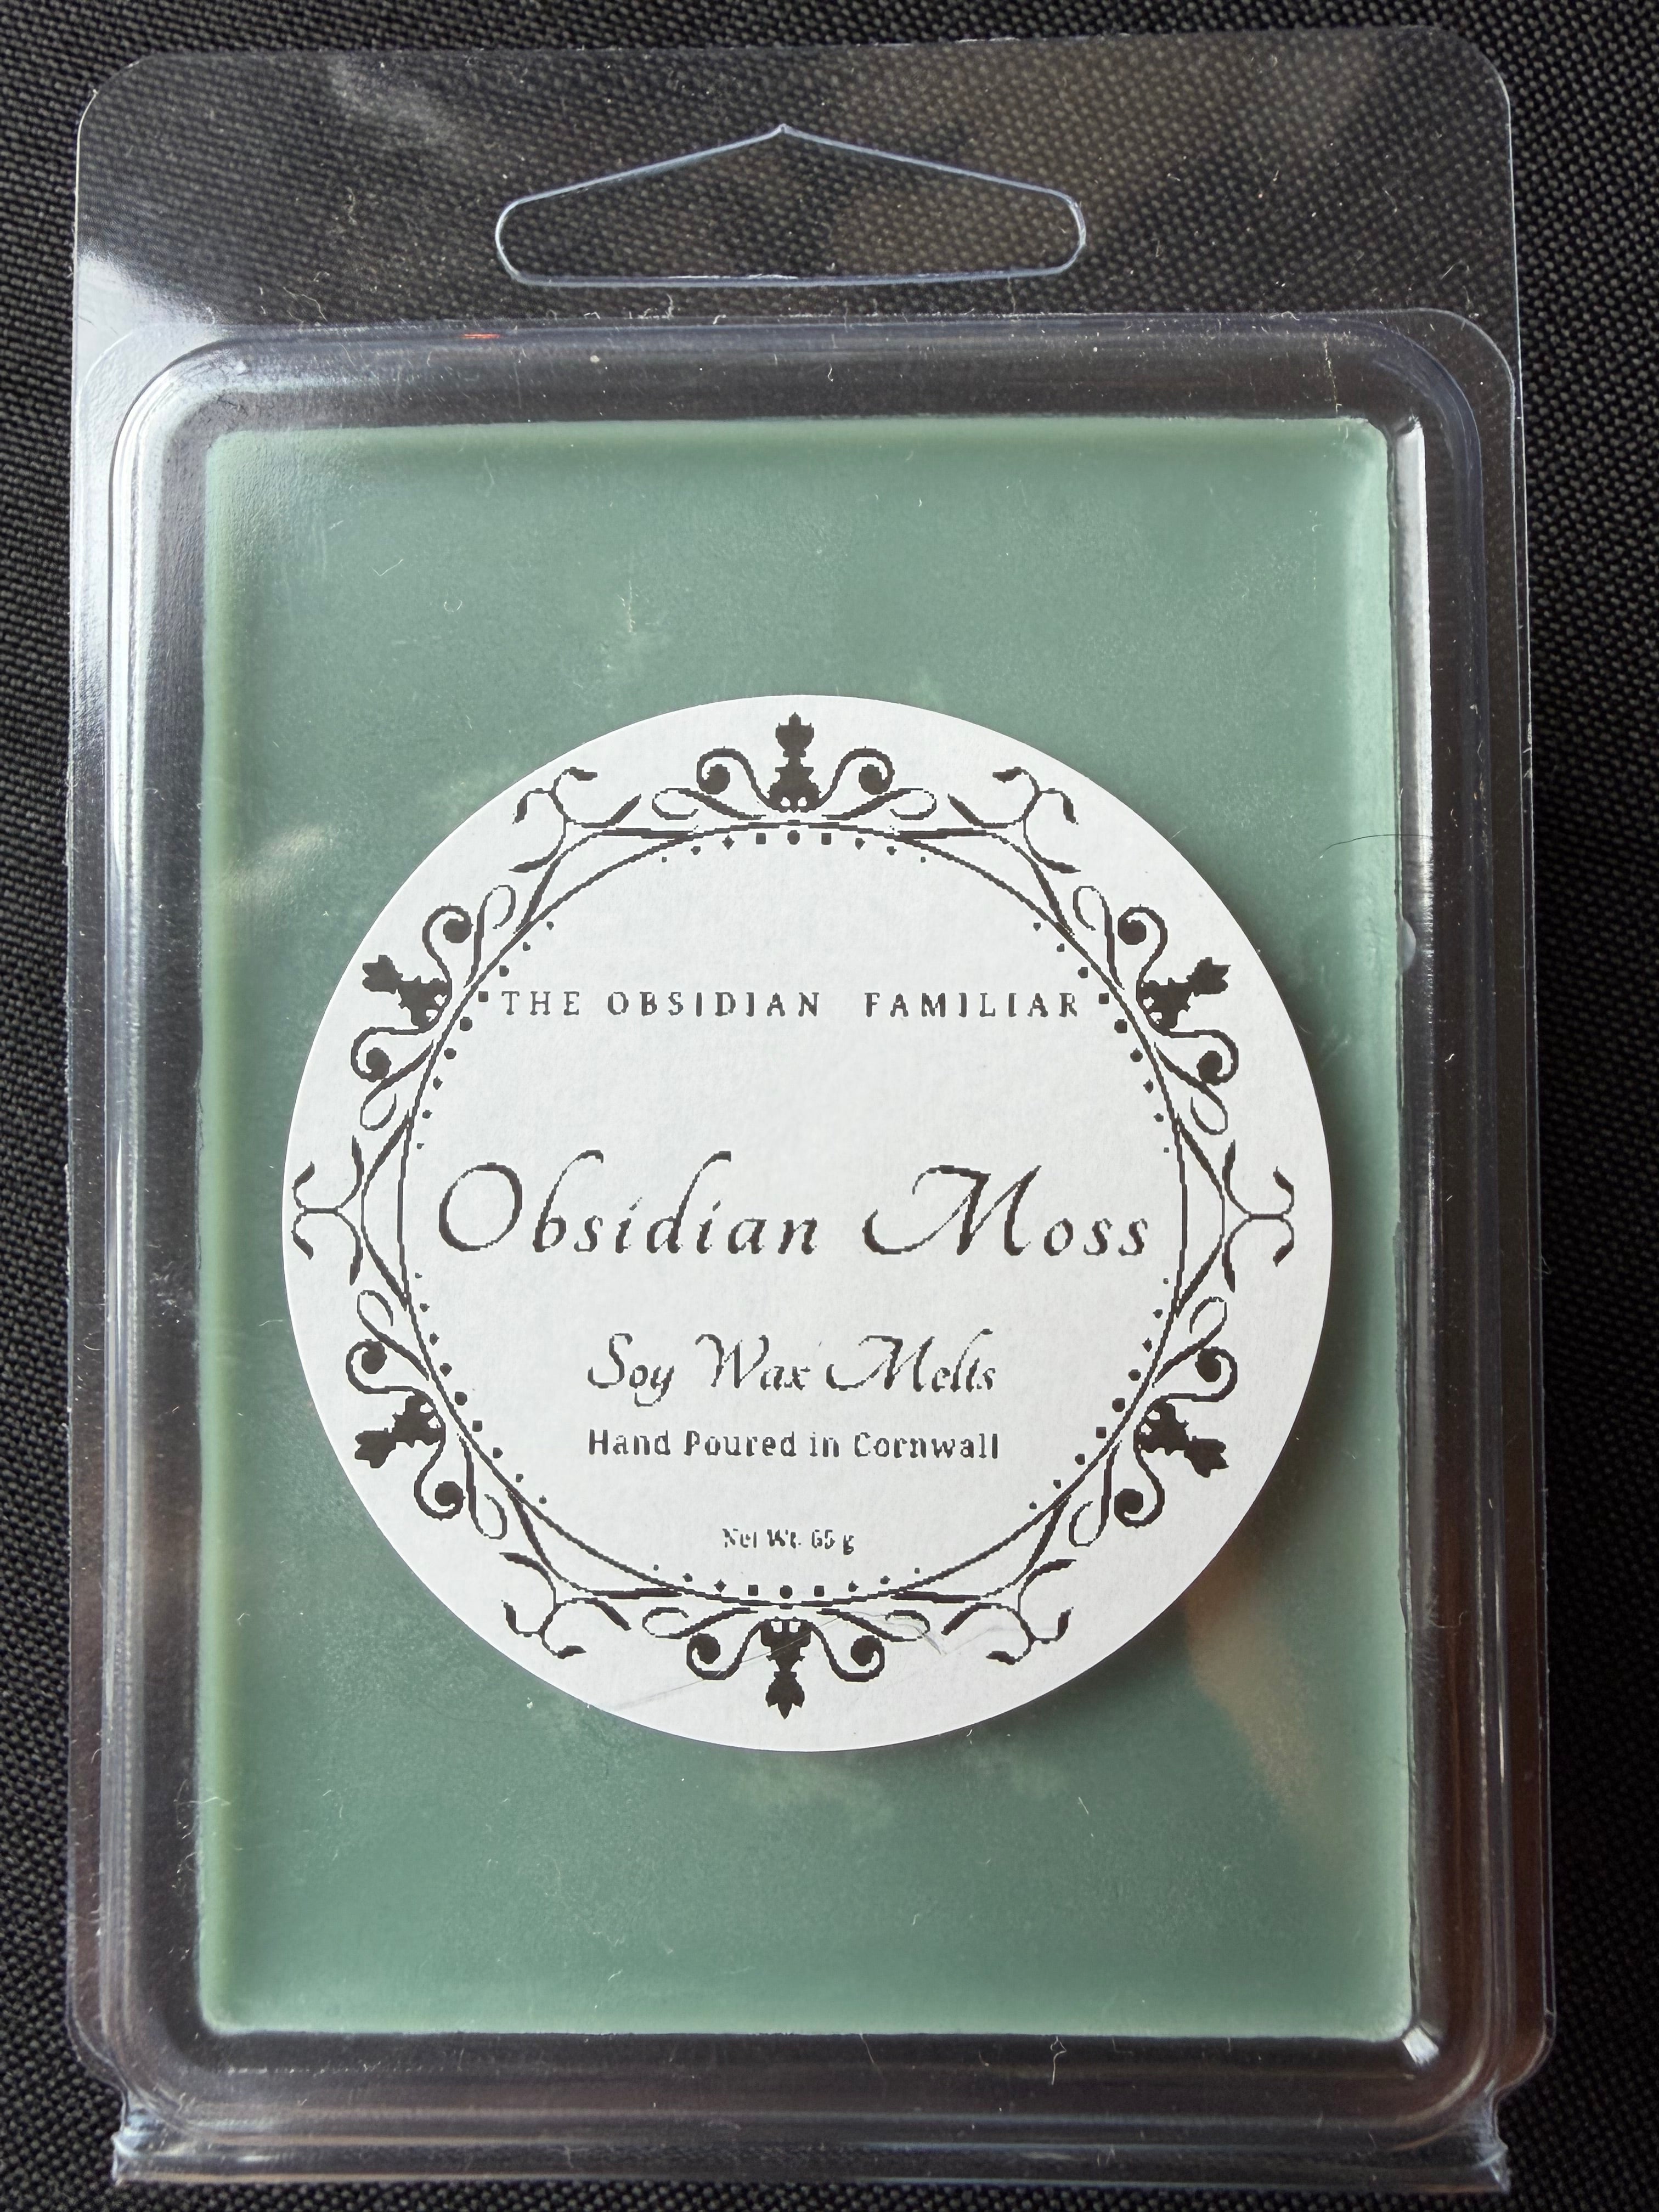 THE OBSIDIAN FAMILIAR
Obsidian Moss
Soy Wax Melts
Hand Poured in Cornwall
Net Wt. 65 g